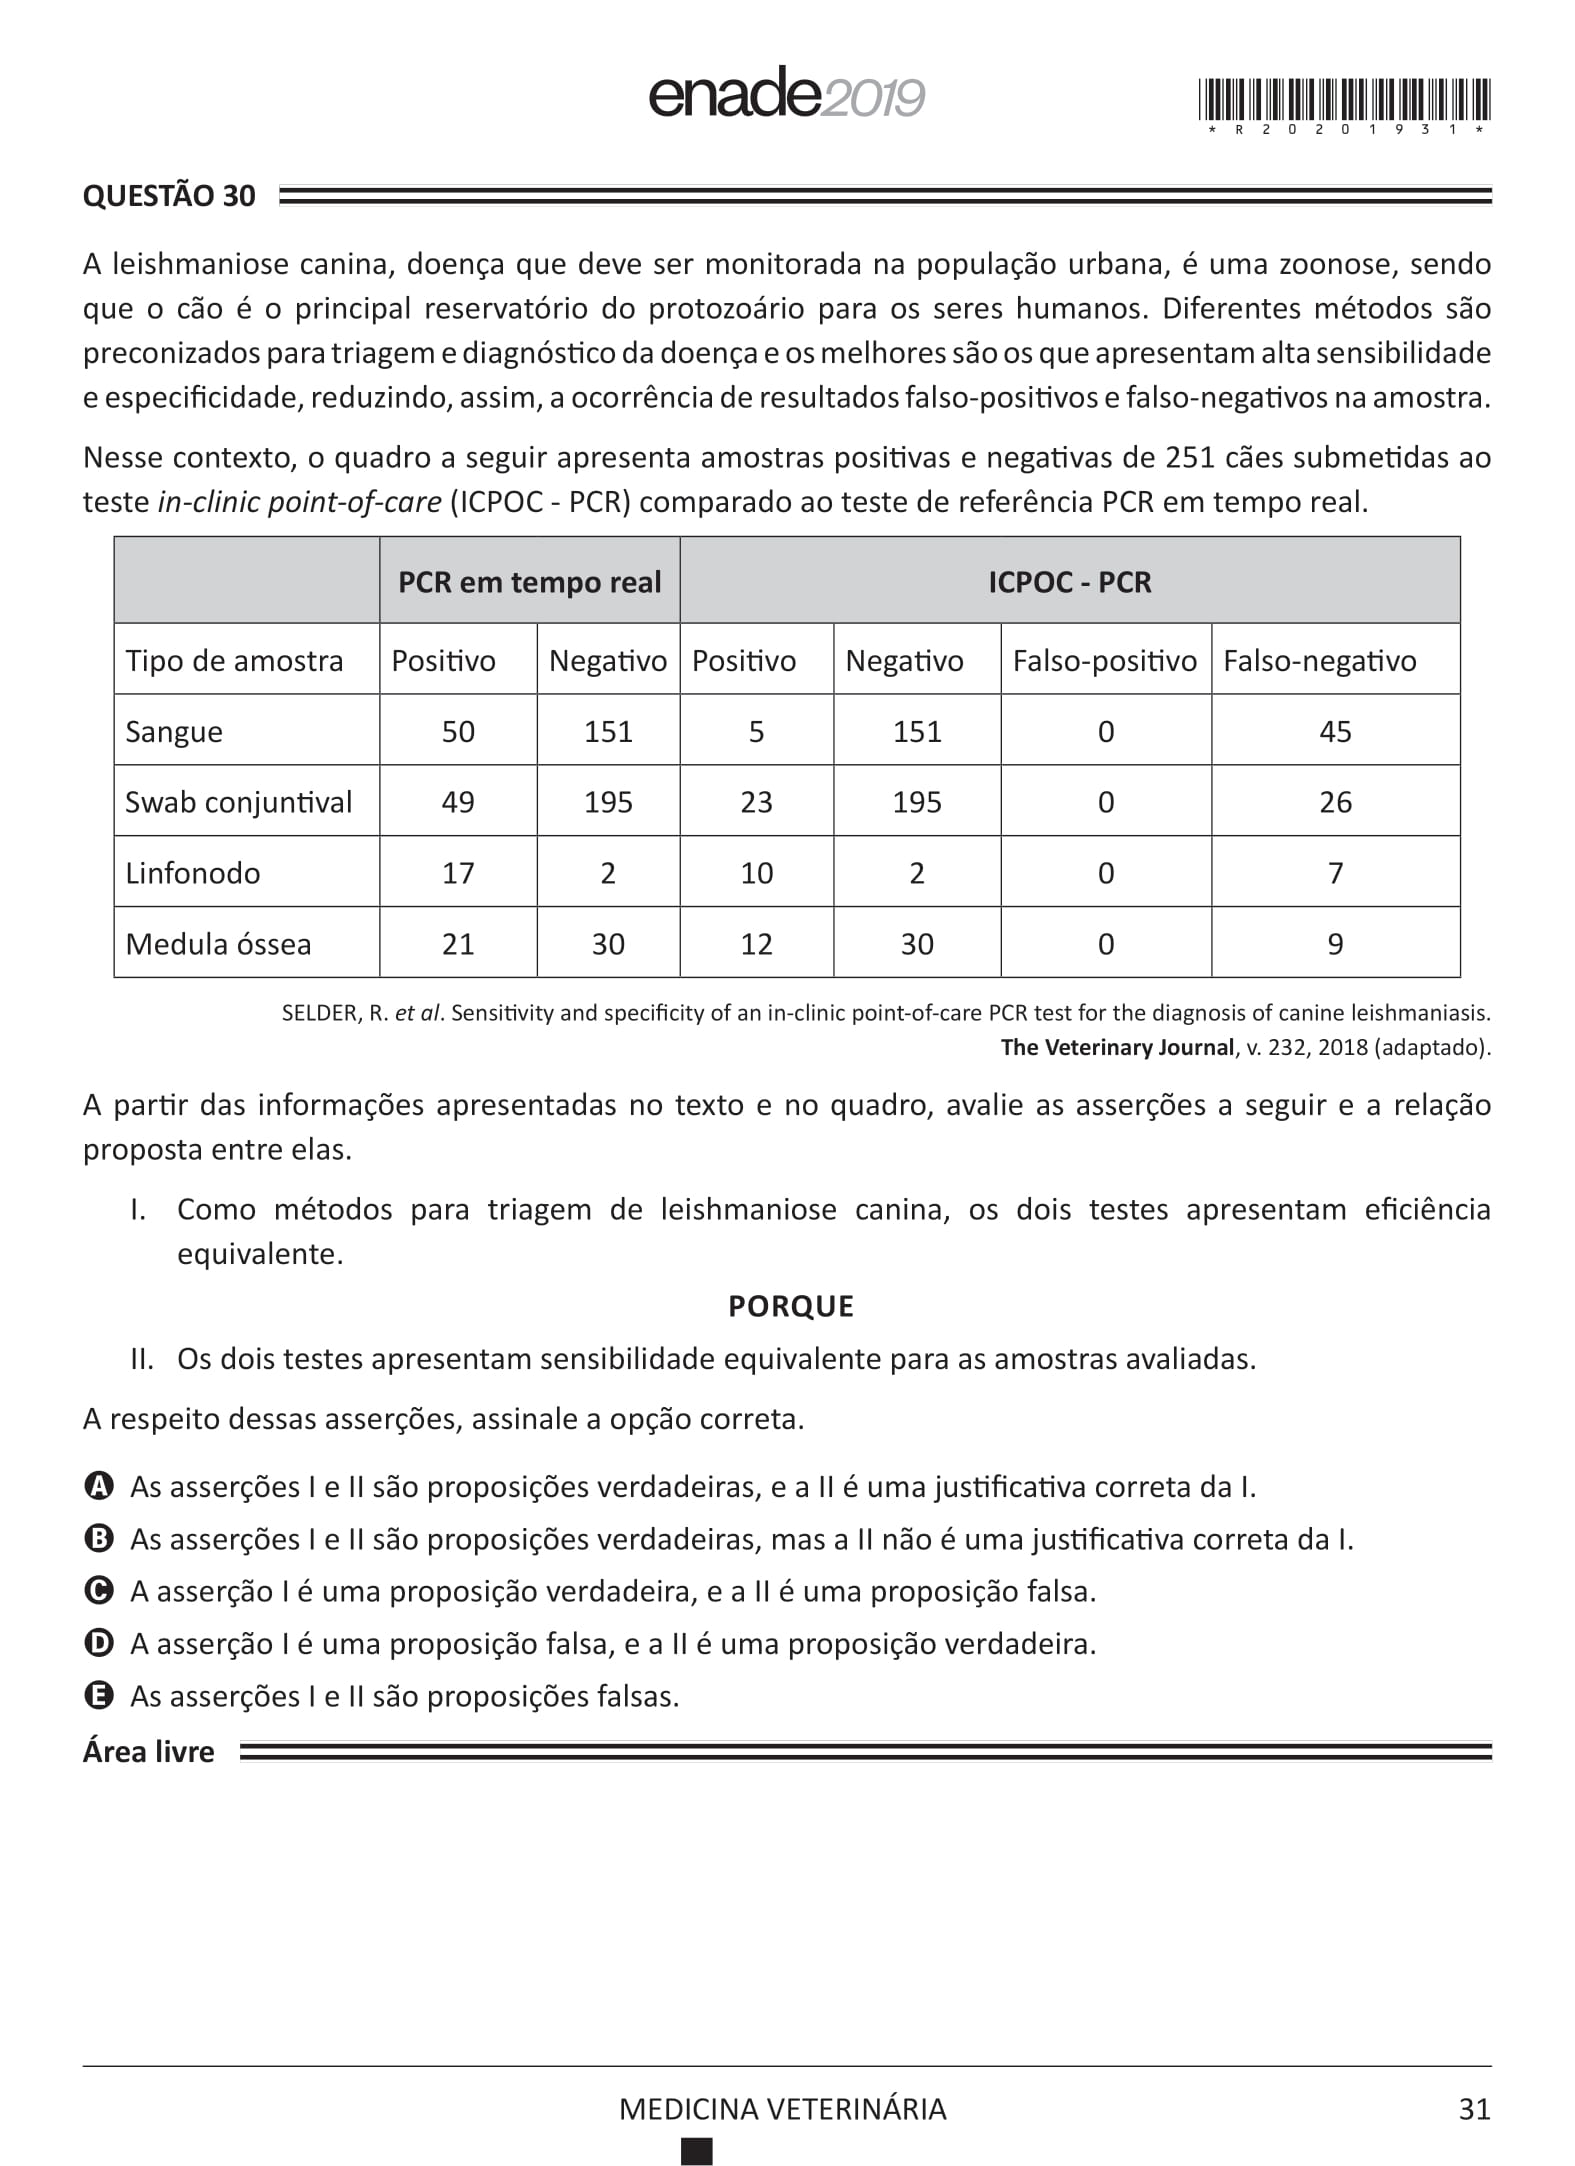 enade2019
*R20201931*
QUESTÃO 30
A leishmaniose canina, doença que deve ser monitorada na população urbana, é uma zoonose, sendo
que o cão é o principal reservatório do protozoário para os seres humanos. Diferentes métodos são
preconizados para triagem e diagnóstico da doença e os melhores são os que apresentam alta sensibilidade
e especificidade, reduzindo, assim, a ocorrência de resultados falso-positivos e falso-negativos na amostra.
Nesse contexto, o quadro a seguir apresenta amostras positivas e negativas de 251 cães submetidas ao
teste in-clinic point-of-care (ICPOC - PCR) comparado ao teste de referência PCR em tempo real.
PCR em tempo real ICPOC - PCR
Tipo de amostra Positivo Negativo Positivo Negativo Falso-positivo Falso-negativo
Sangue 50 151 5 151 0 45
Swab conjuntival 49 195 23 195 0 26
Linfonodo 17 2 10 2 0 7
Medula óssea 21 30 12 30 0 9
SELDER, R. et al. Sensitivity and specificity of an in-clinic point-of-care PCR test for the diagnosis of canine leishmaniasis.
The Veterinary Journal, v. 232, 2018 (adaptado).
A partir das informações apresentadas no texto e no quadro, avalie as asserções a seguir e a relação
proposta entre elas.
I. Como métodos para triagem de leishmaniose canina, os dois testes apresentam eficiência
equivalente.
PORQUE
II. Os dois testes apresentam sensibilidade equivalente para as amostras avaliadas.
A respeito dessas asserções, assinale a opção correta.
A As asserções I e II são proposições verdadeiras, e a II é uma justificativa correta da I.
B As asserções I e II são proposições verdadeiras, mas a II não é uma justificativa correta da I.
C A asserção I é uma proposição verdadeira, e a II é uma proposição falsa.
D A asserção I é uma proposição falsa, e a II é uma proposição verdadeira.
E As asserções I e II são proposições falsas.
Área livre
MEDICINA VETERINÁRIA 31